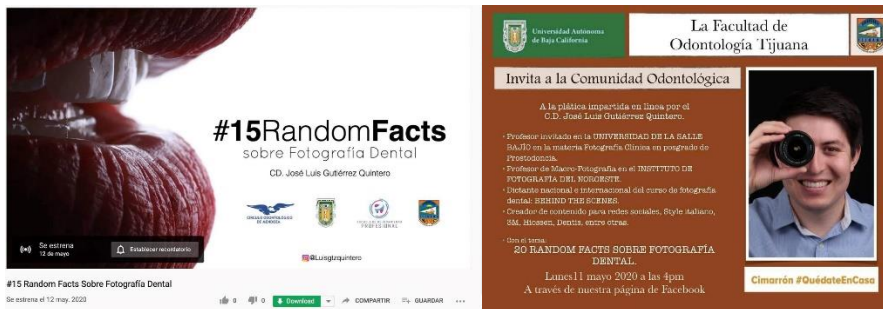 #15RandomFacts
sobre Fotografía Dental
CD. José Luis Gutiérrez Quintero
CÍRCULO ODONTOLÓGICO
DE MENDOZA
PROFESIONAL
@Luisgtzquintero
Se estrena
12 de mayo
Establecer recordatorio
#15 Random Facts Sobre Fotografía Dental
Se estrena el 12 may. 2020
0
0
Download
COMPARTIR
GUARDAR
Universidad Autónoma
de Baja California
La Facultad de
Odontología Tijuana
Invita a la Comunidad Odontológica
A la plática impartida en línea por el
C.D. José Luis Gutiérrez Quintero.
• Profesor invitado en la UNIVERSIDAD DE LA SALLE
BAJÍO en la materia Fotografía Clínica en posgrado de
Prostodoncia.
• Profesor de Macro-Fotografía en el INSTITUTO DE
FOTOGRAFÍA DEL NOROESTE.
• Dictante nacional e internacional del curso de fotografía
dental: BEHIND THE SCENES.
• Creador de contenido para redes sociales, Style italiano,
3M, Hiossen, Dentis, entre otras.
• Con el tema:
20 RANDOM FACTS SOBRE FOTOGRAFÍA
DENTAL.
Lunes11 mayo 2020 a las 4pm
A través de nuestra página de Facebook
Cimarrón #QuédateEnCasa